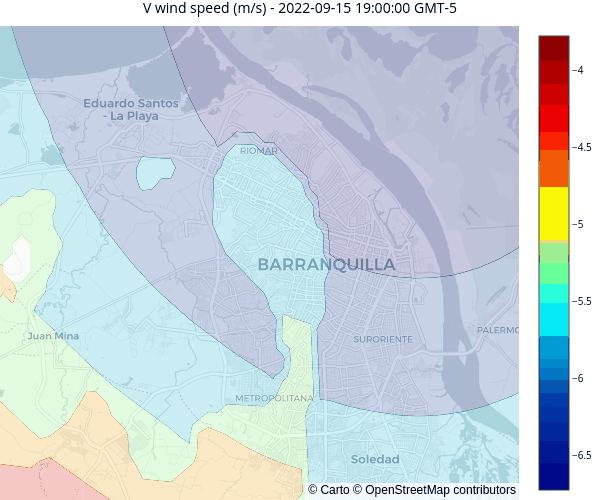 V wind speed (m/s) - 2022-09-15 19:00:00 GMT-5
−4
Eduardo Santos
- La Playa
−4.5
RIOMAR
−5
BARRANQUILLA
−5.5
PALERMO
Juan Mina
SURORIENTE
−6
METROPOLITANA
−6.5
Soledad
© Carto © OpenStreetMap contributors